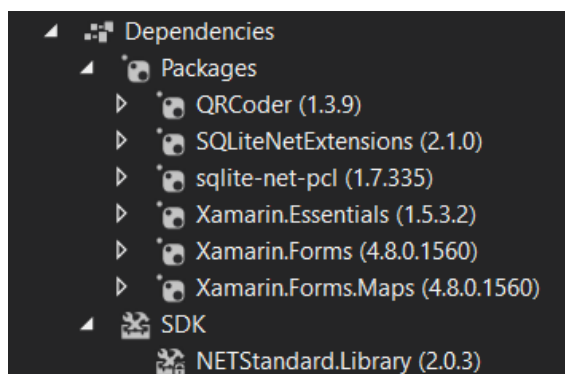 Dependencies
Packages
QRCoder (1.3.9)
SQLiteNetExtensions (2.1.0)
sqlite-net-pcl (1.7.335)
Xamarin.Essentials (1.5.3.2)
Xamarin.Forms (4.8.0.1560)
Xamarin.Forms.Maps (4.8.0.1560)
SDK
NETStandard.Library (2.0.3)